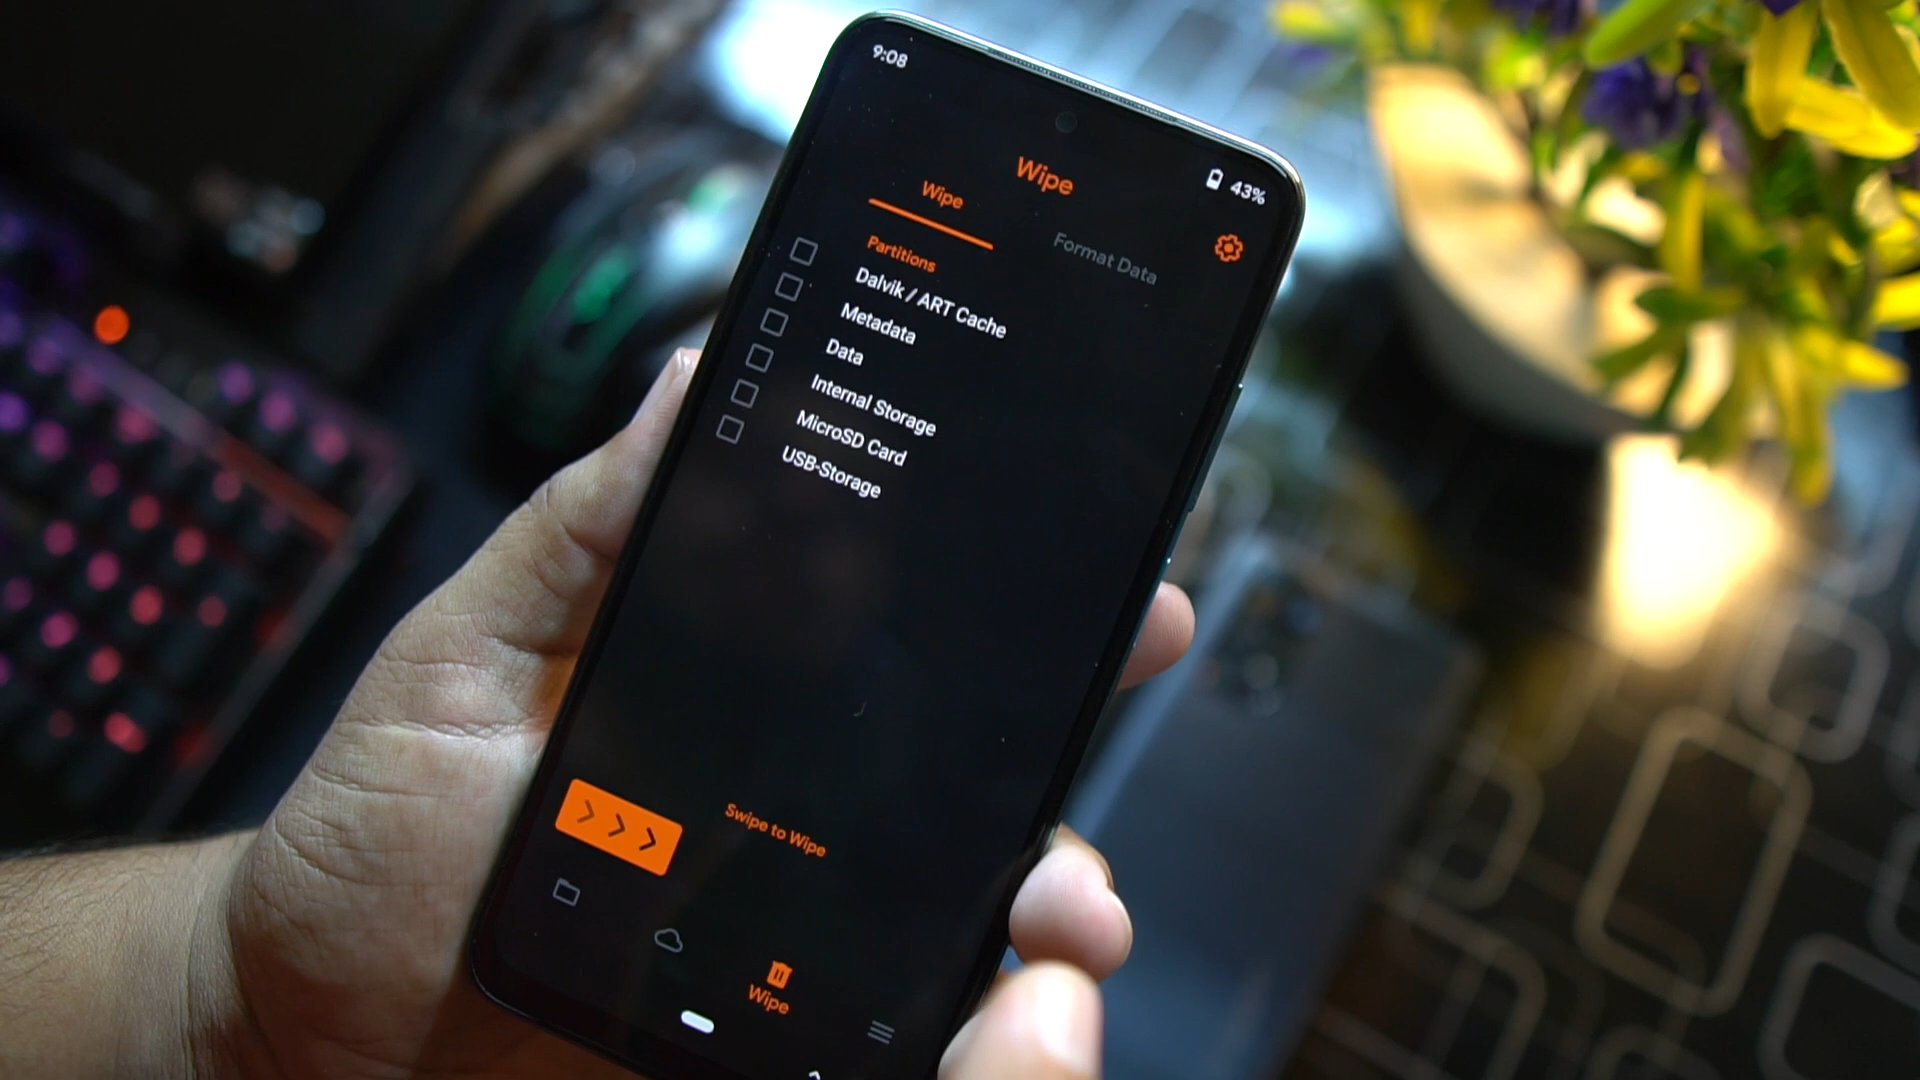 9:08
43%
Wipe
Wipe
Format Data
Partitions
Dalvik / ART Cache
Metadata
Data
Internal Storage
MicroSD Card
USB-Storage
Swipe to Wipe
Wipe